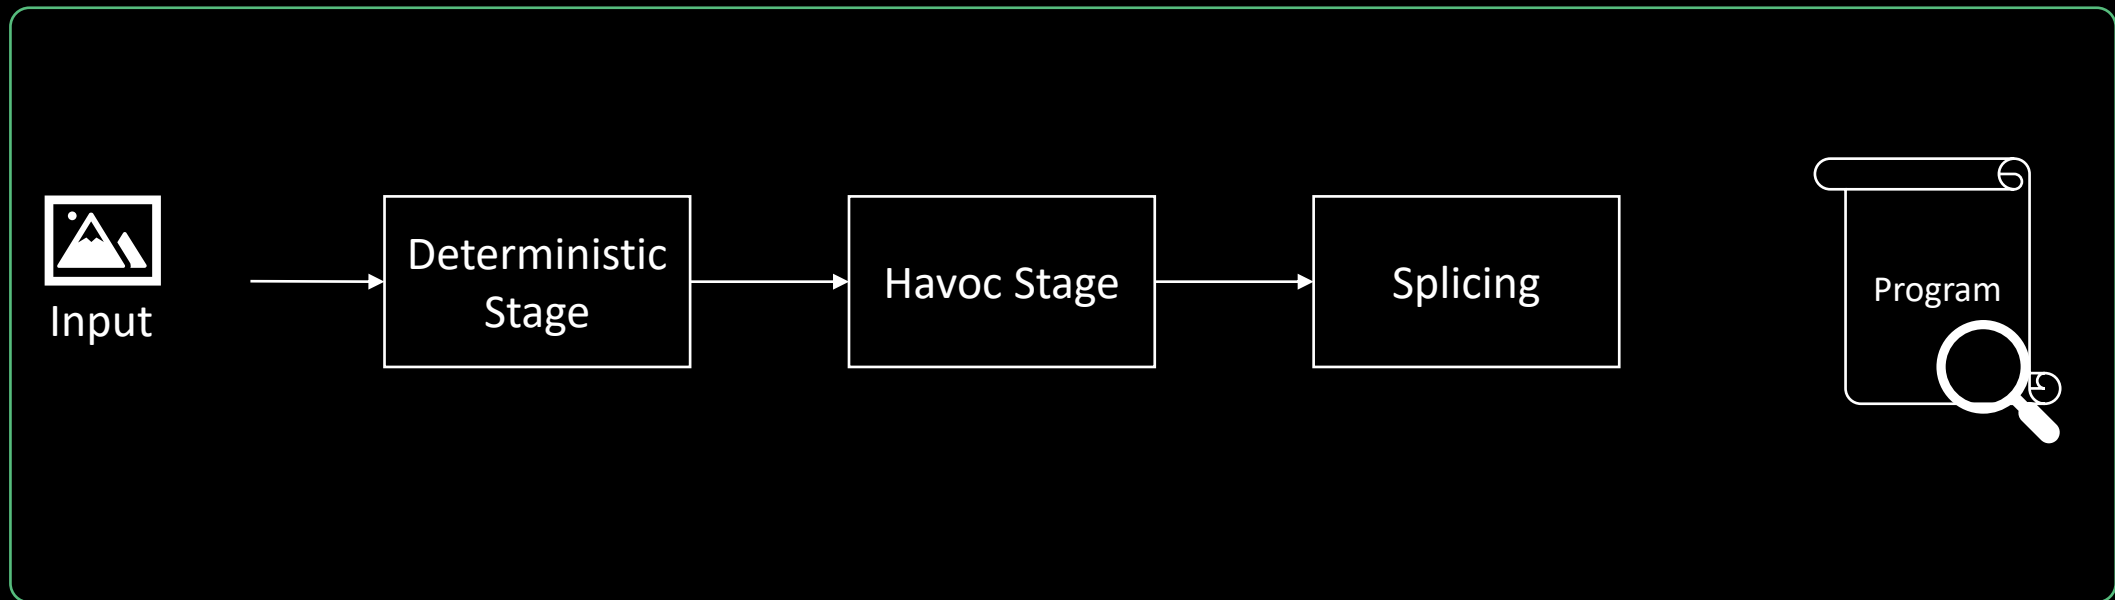 Input
Deterministic
Stage
Havoc Stage
Splicing
Program